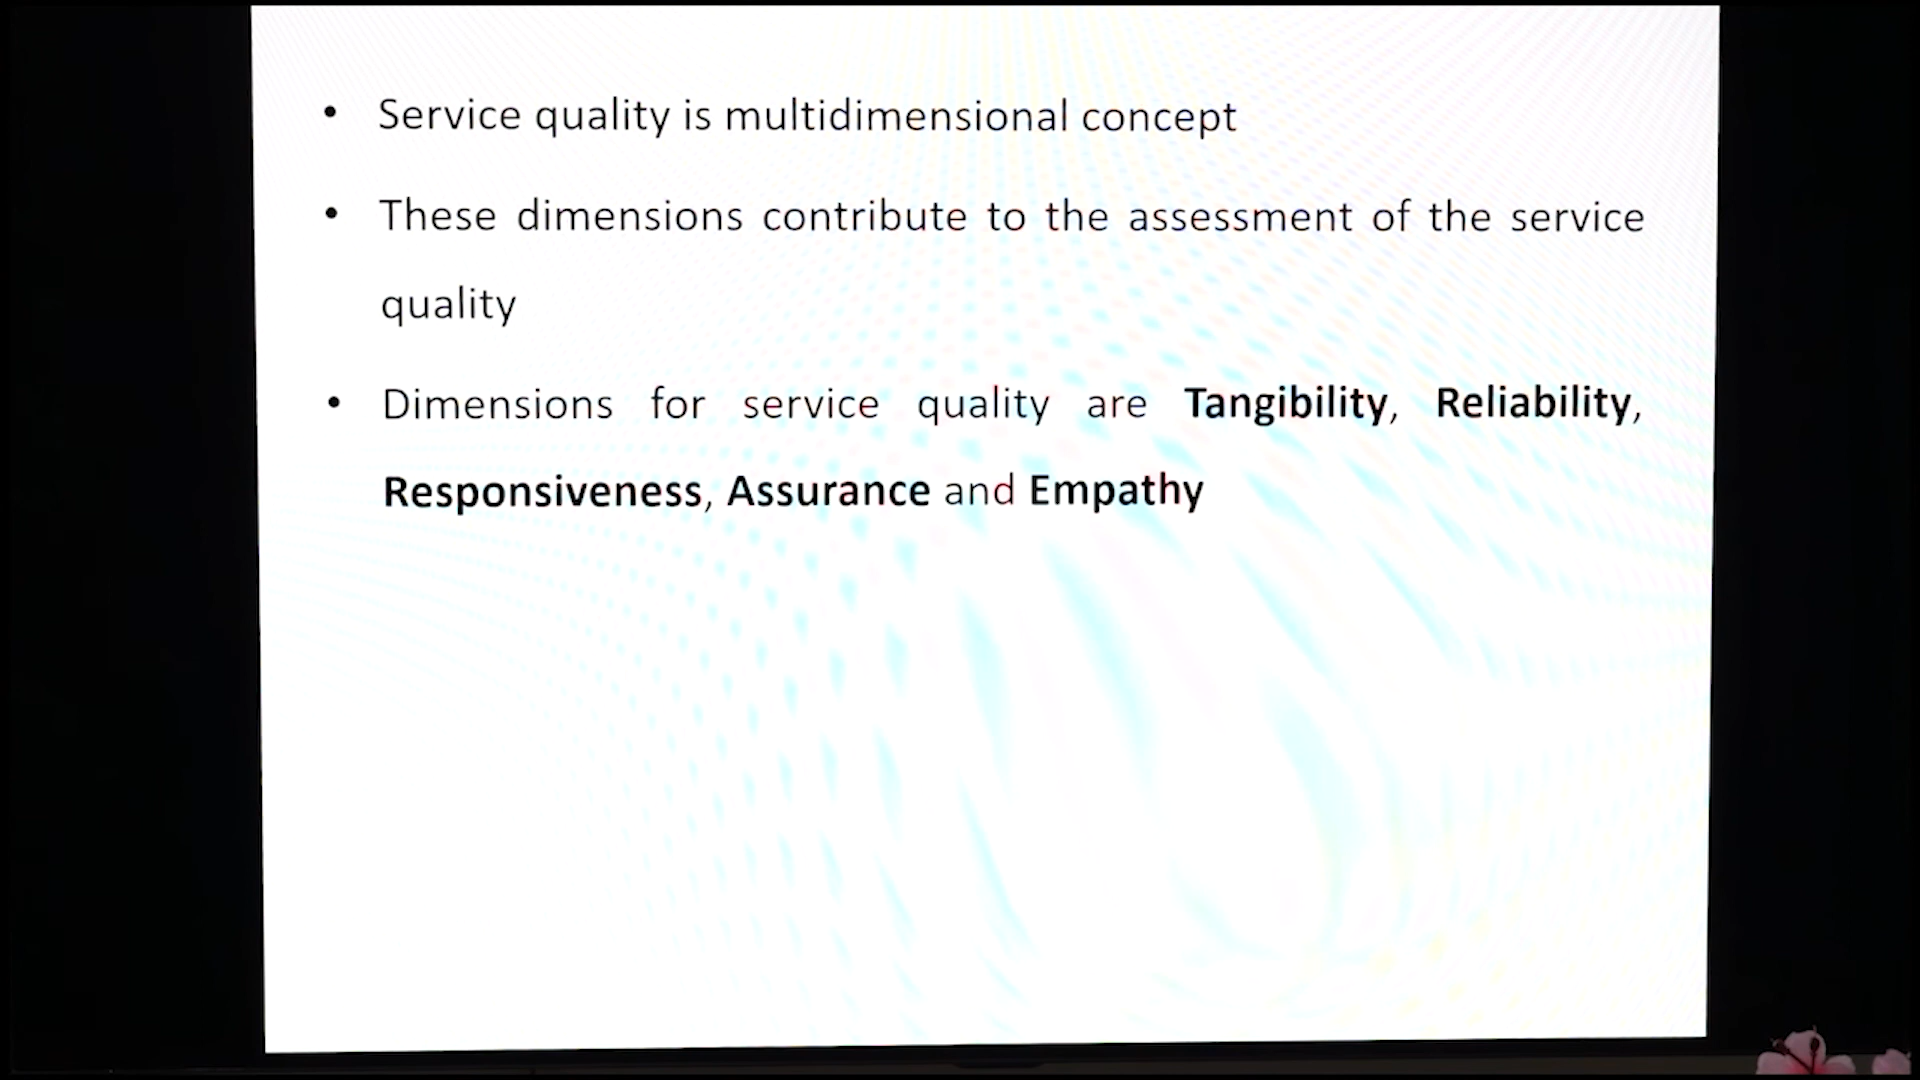 • Service quality is multidimensional concept
• These dimensions contribute to the assessment of the service
quality
• Dimensions for service quality are Tangibility, Reliability,
Responsiveness, Assurance and Empathy